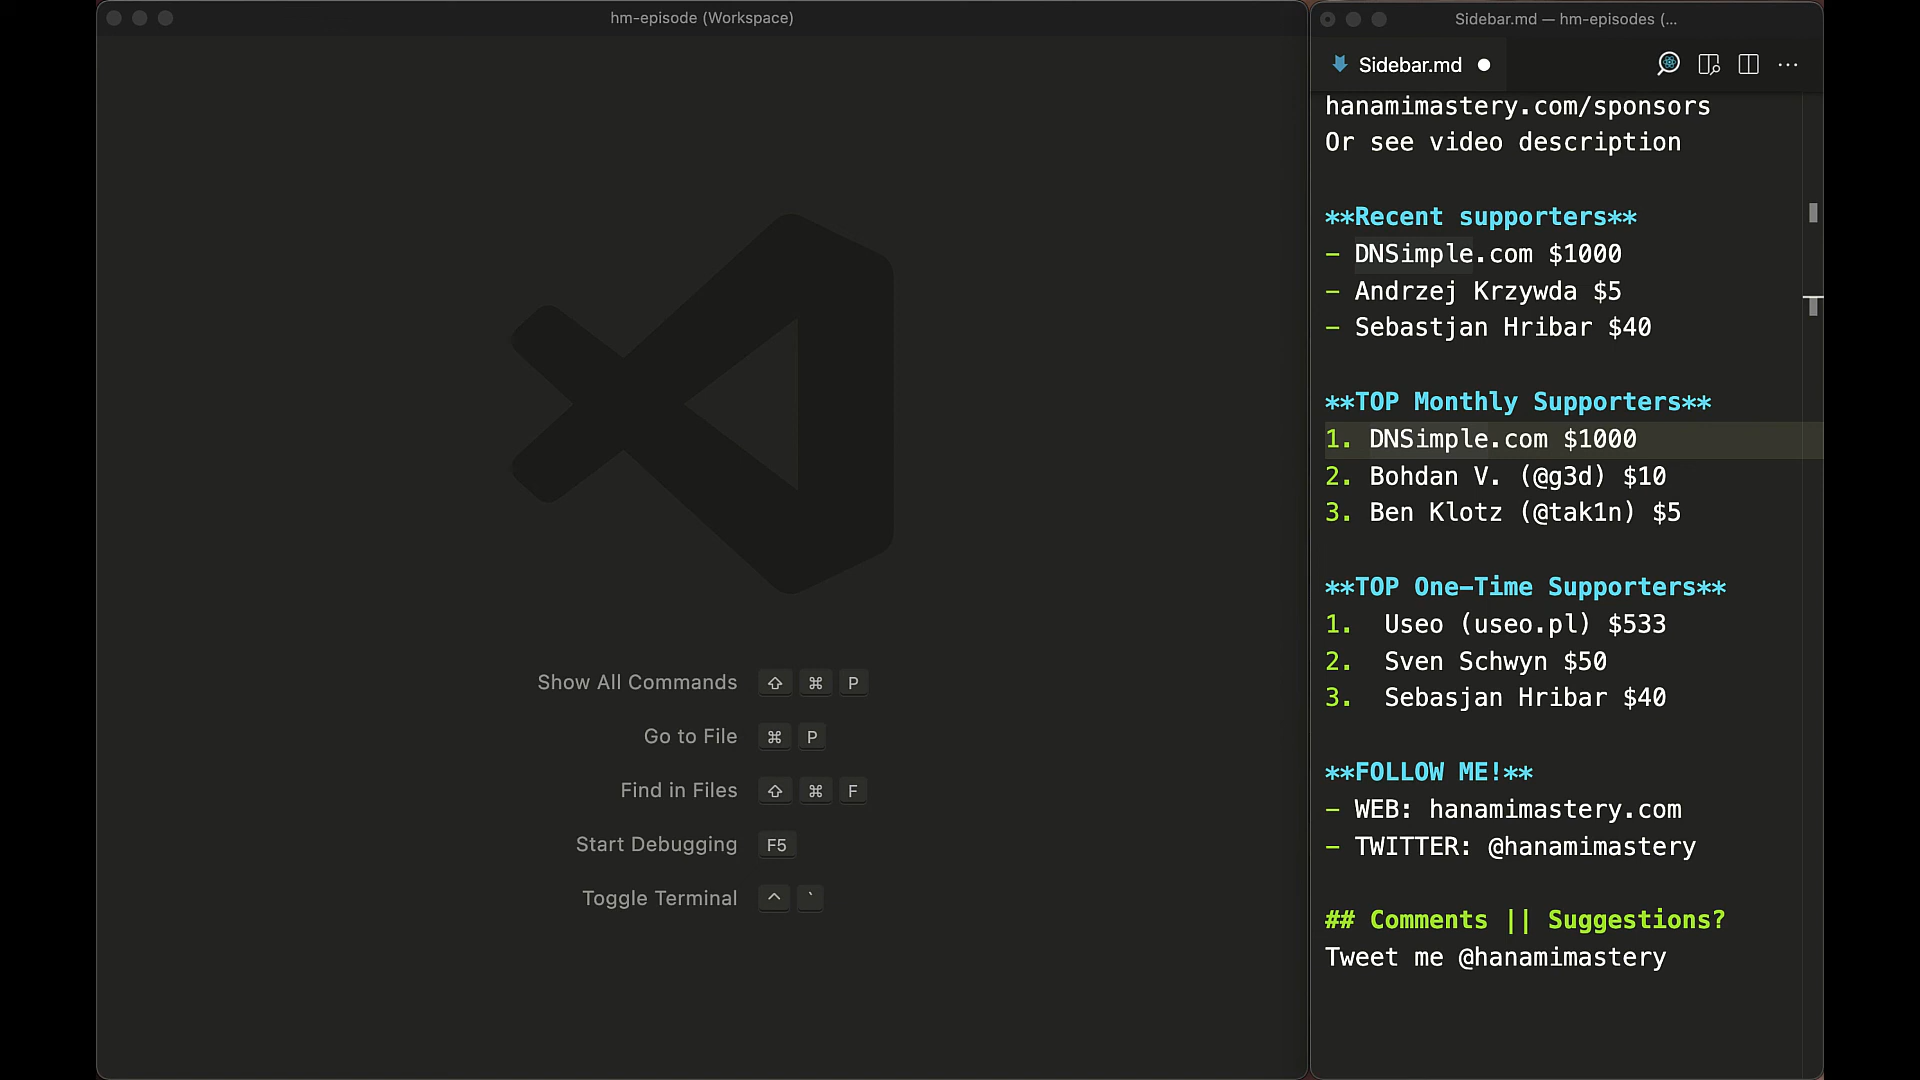 hm-episode (Workspace)
Show All Commands ⇧ ⌘ P
Go to File ⌘ P
Find in Files ⇧ ⌘ F
Start Debugging F5
Toggle Terminal ^ `
Sidebar.md — hm-episodes (...
Sidebar.md
hanamimastery.com/sponsors
Or see video description
**Recent supporters**
- DNSimple.com $1000
- Andrzej Krzywda $5
- Sebastjan Hribar $40
**TOP Monthly Supporters**
1. DNSimple.com $1000
2. Bohdan V. (@g3d) $10
3. Ben Klotz (@tak1n) $5
**TOP One-Time Supporters**
1.  Useo (useo.pl) $533
2.  Sven Schwyn $50
3.  Sebasjan Hribar $40
**FOLLOW ME!**
- WEB: hanamimastery.com
- TWITTER: @hanamimastery
## Comments || Suggestions?
Tweet me @hanamimastery